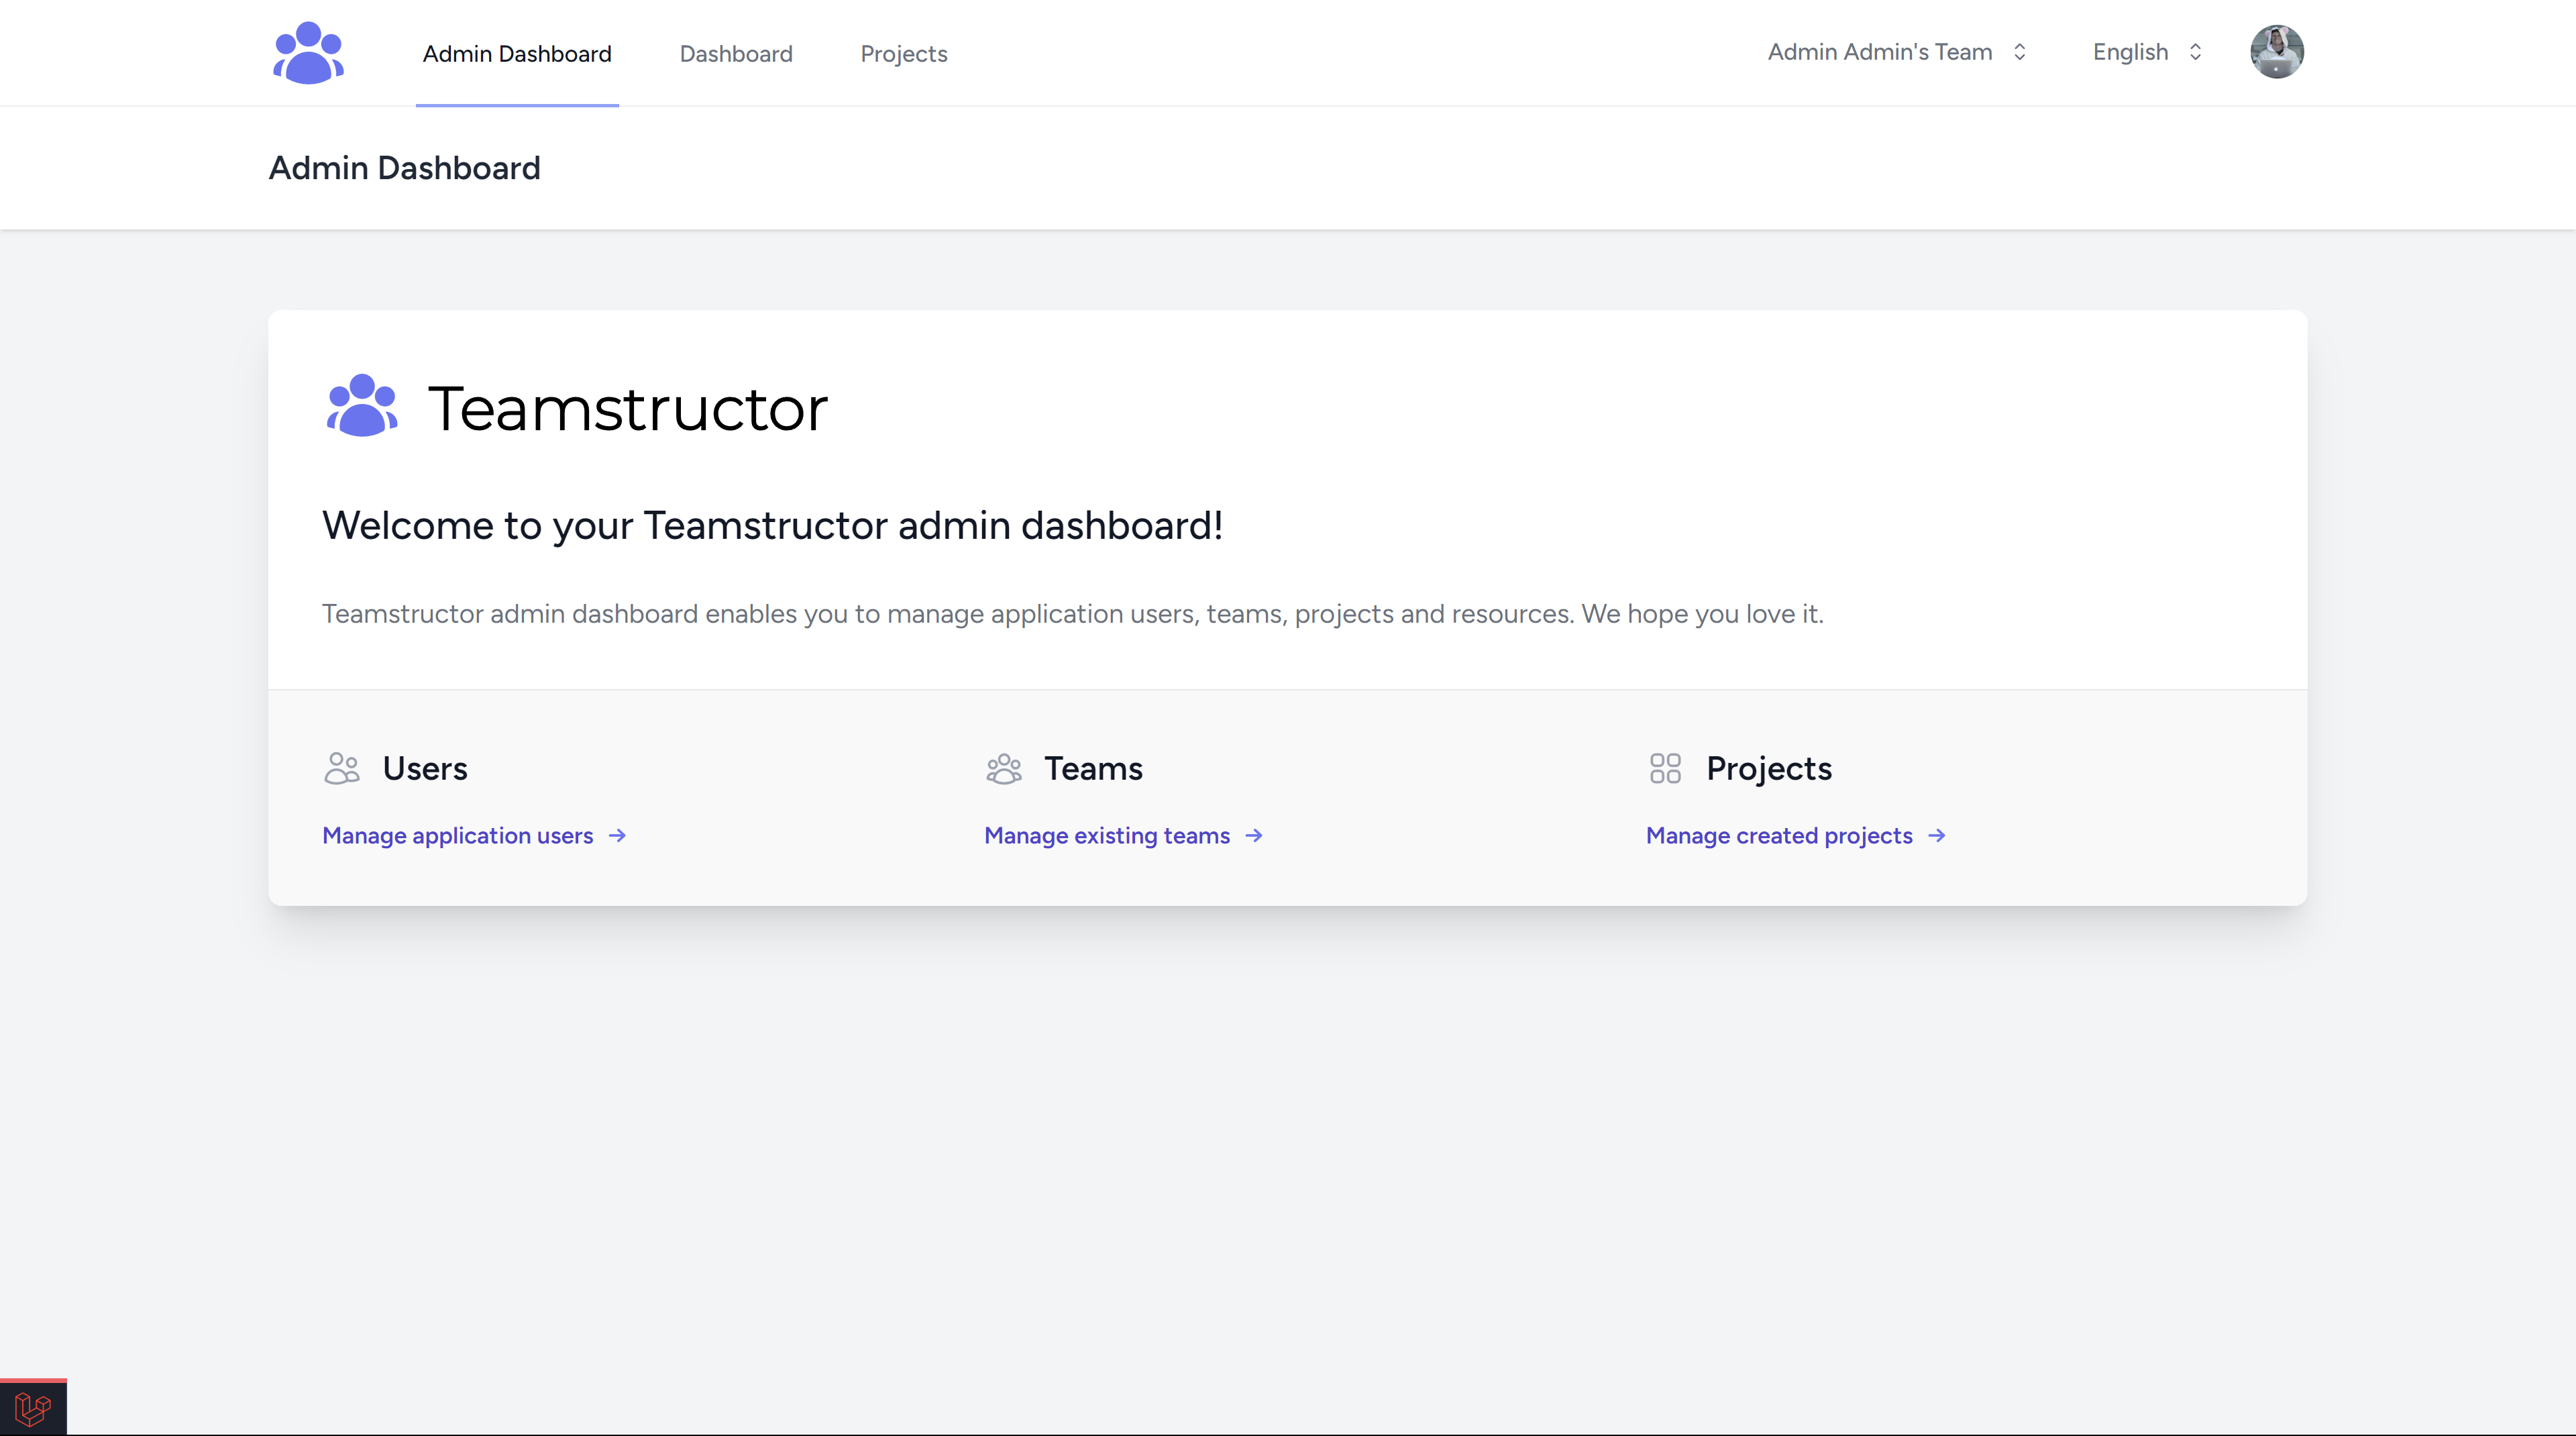 Admin Dashboard
Dashboard
Projects
Admin Admin's Team
English
Admin Dashboard
Teamstructor
Welcome to your Teamstructor admin dashboard!
Teamstructor admin dashboard enables you to manage application users, teams, projects and resources. We hope you love it.
Users
Manage application users
Teams
Manage existing teams
Projects
Manage created projects